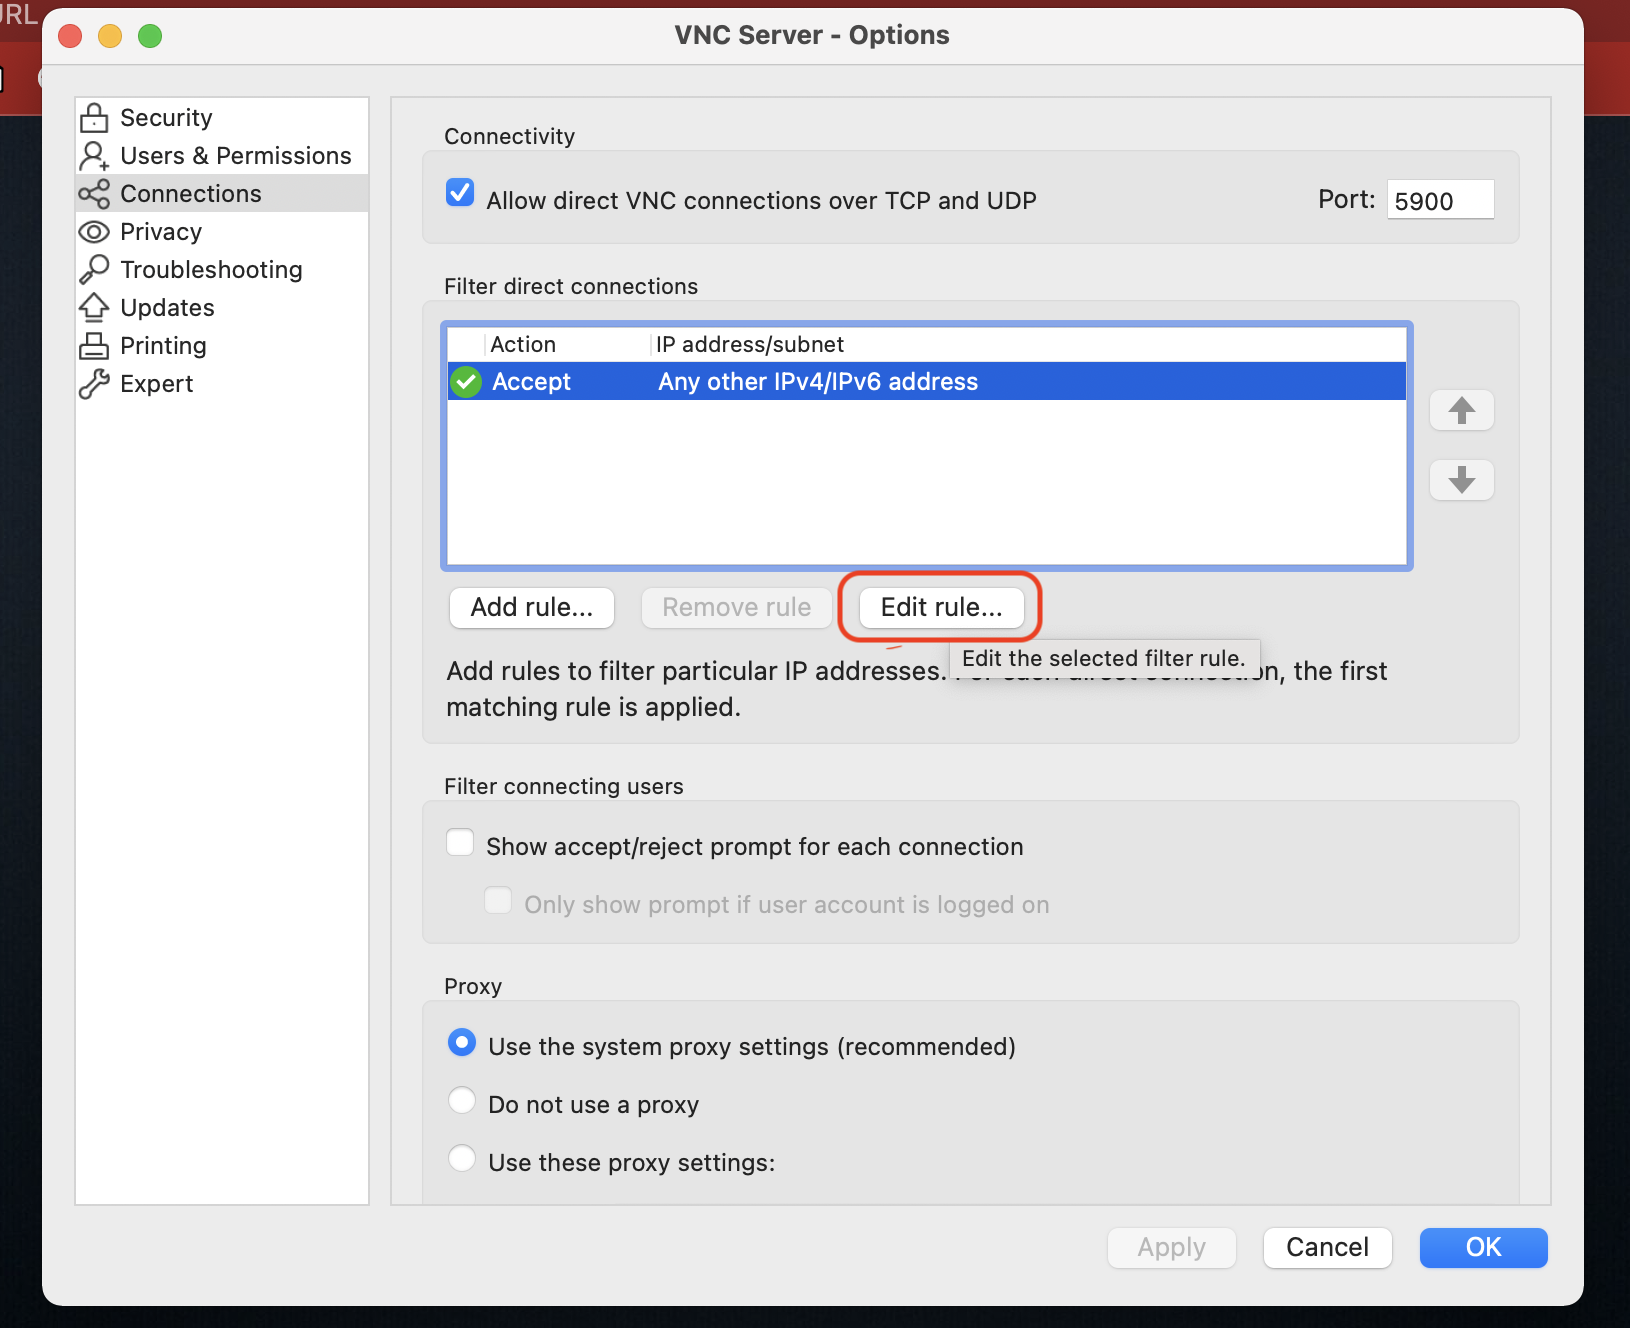 URL
VNC Server - Options
Security
Users & Permissions
Connections
Privacy
Troubleshooting
Updates
Printing
Expert
Connectivity
Allow direct VNC connections over TCP and UDP
Port: 5900
Filter direct connections
Action IP address/subnet
Accept Any other IPv4/IPv6 address
Add rule... Remove rule Edit rule...
Edit the selected filter rule.
Add rules to filter particular IP addresses. For each direct connection, the first
matching rule is applied.
Filter connecting users
Show accept/reject prompt for each connection
Only show prompt if user account is logged on
Proxy
Use the system proxy settings (recommended)
Do not use a proxy
Use these proxy settings:
Apply Cancel OK